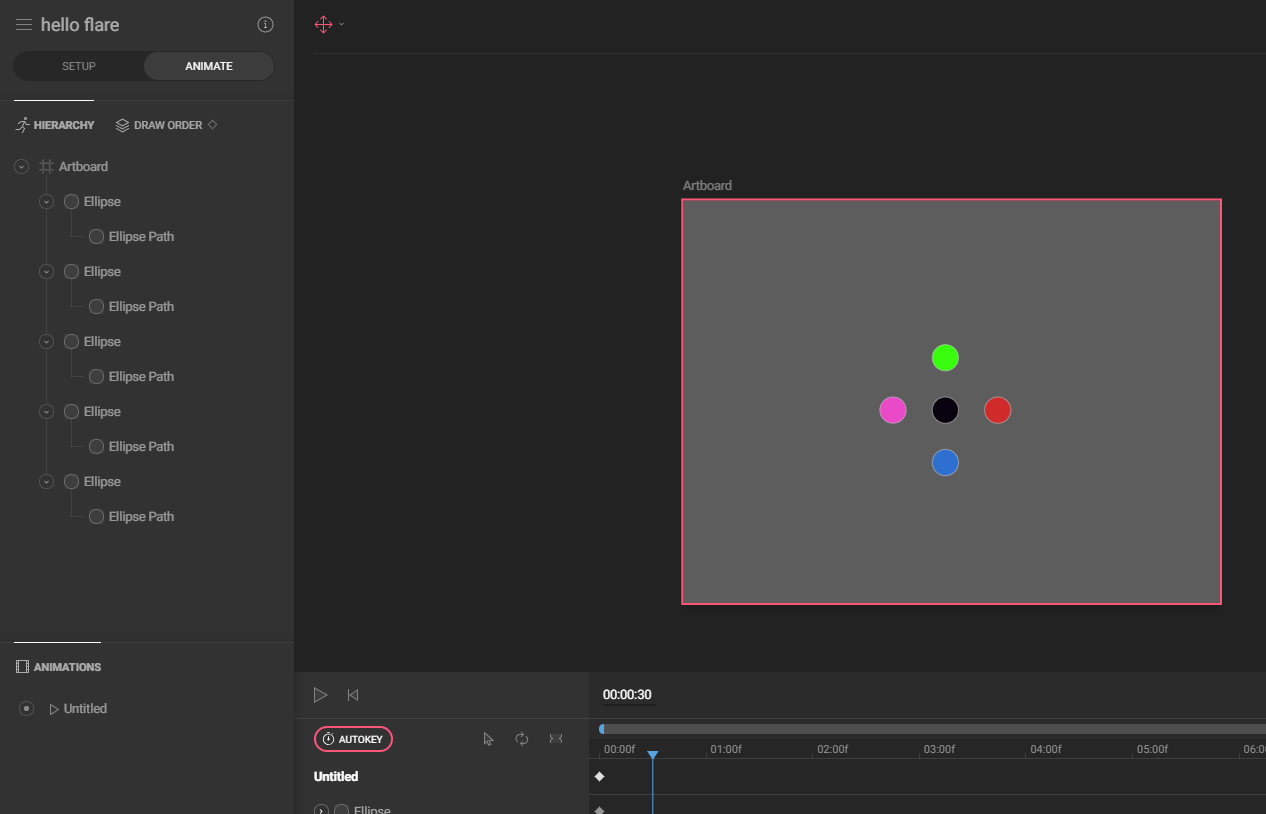 hello flare
SETUP ANIMATE
HIERARCHY DRAW ORDER
Artboard
Ellipse
Ellipse Path
Ellipse
Ellipse Path
Ellipse
Ellipse Path
Ellipse
Ellipse Path
Ellipse
Ellipse Path
ANIMATIONS
Untitled
Artboard
00:00:30
AUTOKEY
00:00f 01:00f 02:00f 03:00f 04:00f 05:00f 06:0
Untitled
Ellipse